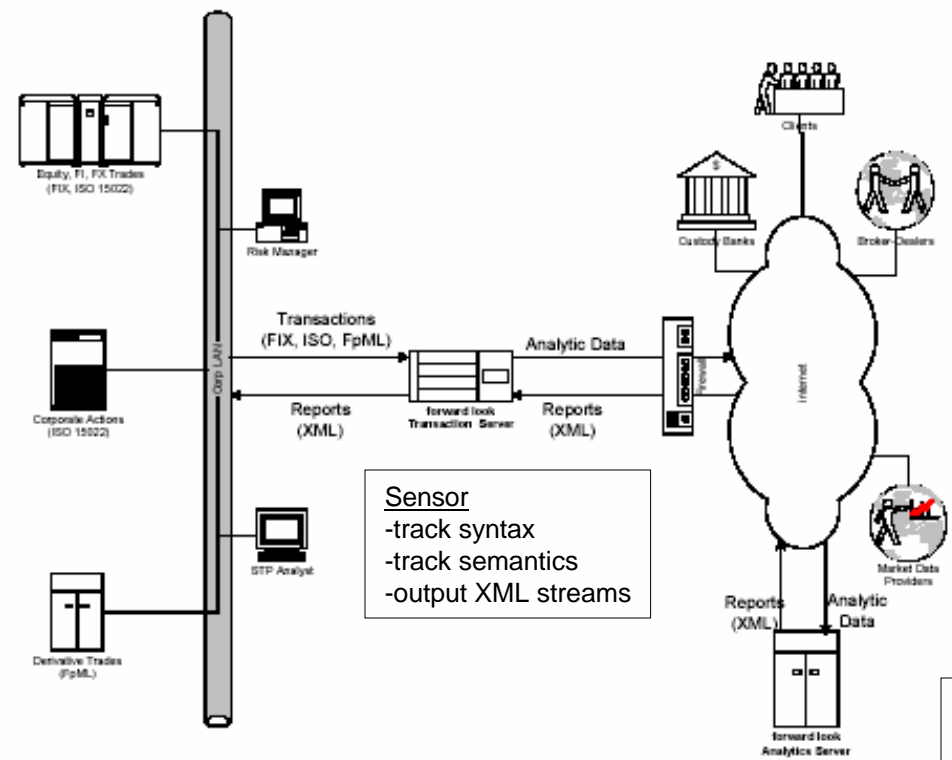 Clients
Equity, FI, FX Trades
(FIX, ISO 15022)
Custody Banks
Broker-Dealers
Risk Manager
Corp LAN
Transactions
(FIX, ISO, FpML)
Analytic Data
Firewall
Internet
Reports
(XML)
forward look
Transaction Server
Reports
(XML)
Corporate Actions
(ISO 15022)
Sensor
-track syntax
-track semantics
-output XML streams
STP Analyst
Market Data
Providers
Reports
(XML)
Analytic
Data
Derivative Trades
(FpML)
forward look
Analytics Server